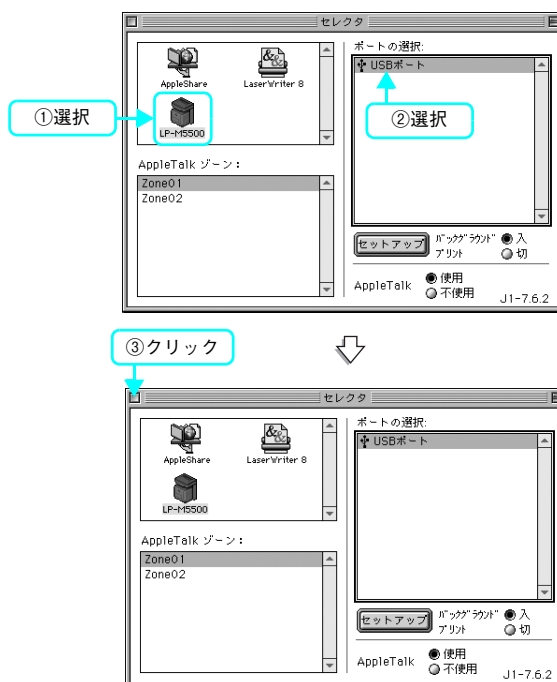 セレクタ
AppleShare
LaserWriter 8
LP-M5500
①選択
ポートの選択:
USBポート
②選択
AppleTalk ゾーン：
Zone01
Zone02
セットアップ
バックグラウンド
プリント
入
切
AppleTalk
使用
不使用
J1-7.6.2
③クリック
セレクタ
AppleShare
LaserWriter 8
LP-M5500
ポートの選択:
USBポート
AppleTalk ゾーン：
Zone01
Zone02
セットアップ
バックグラウンド
プリント
入
切
AppleTalk
使用
不使用
J1-7.6.2